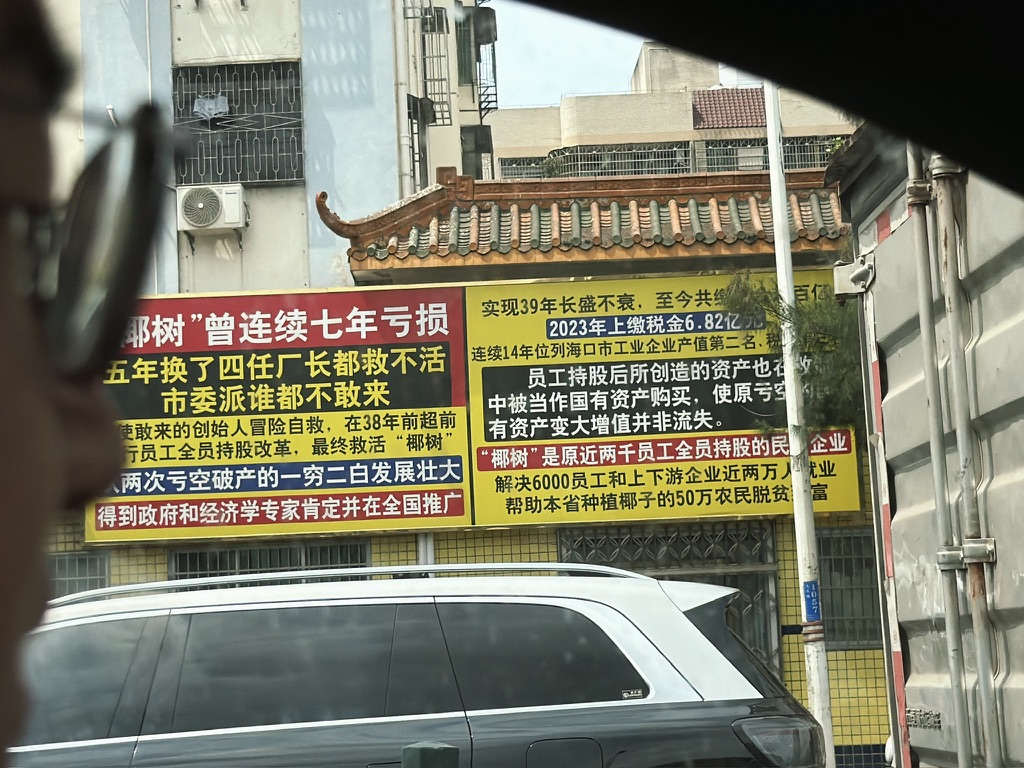 椰树”曾连续七年亏损
五年换了四任厂长都救不活
市委派谁都不敢来
使敢来的创始人冒险自救，在38年前超前
行员工全员持股改革，最终救活“椰树”
两次亏空破产的一穷二白发展壮大
得到政府和经济学专家肯定并在全国推广
实现39年长盛不衰，至今共缴 百亿
2023年上缴税金6.82亿元
连续14年位列海口市工业企业产值第二名、税
员工持股后所创造的资产也在改
中被当作国有资产购买，使原亏空
有资产变大增值并非流失。
“椰树”是原近两千员工全员持股的民 企业
解决6000员工和上下游企业近两万人就业
帮助本省种植椰子的50万农民脱贫 富